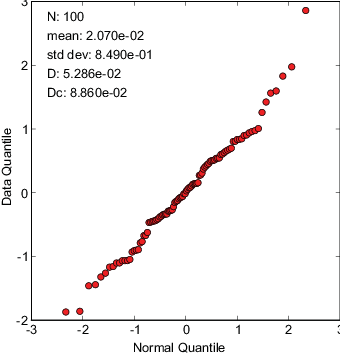 N: 100
mean: 2.070e-02
std dev: 8.490e-01
D: 5.286e-02
Dc: 8.860e-02
Data Quantile
3
2
1
0
-1
-2
-3 -2 -1 0 1 2 3
Normal Quantile